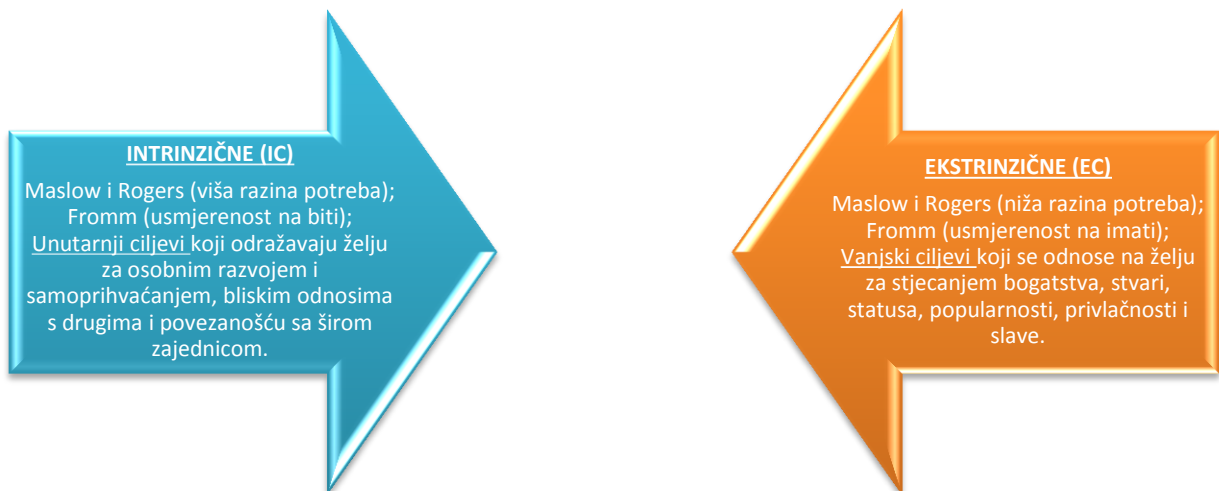 INTRINZIČNE (IC)
Maslow i Rogers (viša razina potreba);
Fromm (usmjerenost na biti);
Unutarnji ciljevi koji odražavaju želju
za osobnim razvojem i
samoprihvaćanjem, bliskim odnosima
s drugima i povezanošću sa širom
zajednicom.
EKSTRINZIČNE (EC)
Maslow i Rogers (niža razina potreba);
Fromm (usmjerenost na imati);
Vanjski ciljevi koji se odnose na želju
za stjecanjem bogatstva, stvari,
statusa, popularnosti, privlačnosti i
slave.